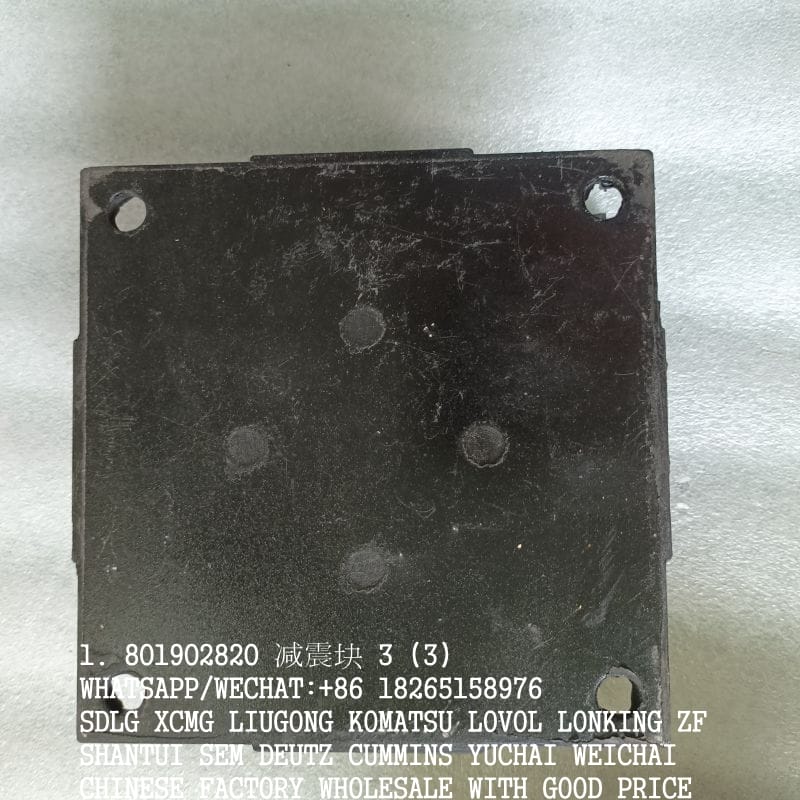 1. 801902820 减震块 3 (3)
WHATSAPP/WECHAT:+86 18265158976
SDLG XCMG LIUGONG KOMATSU LOVOL LONKING ZF
SHANTUI SEM DEUTZ CUMMINS YUCHAI WEICHAI
CHINESE FACTORY WHOLESALE WITH GOOD PRICE